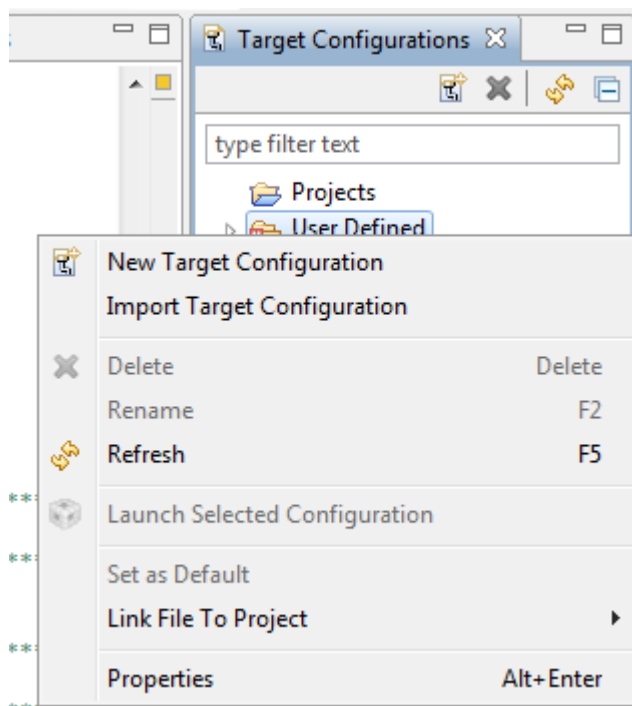 Target Configurations
type filter text
Projects
User Defined
New Target Configuration
Import Target Configuration
Delete Delete
Rename F2
Refresh F5
**
Launch Selected Configuration
**
Set as Default
Link File To Project
**
Properties Alt+Enter